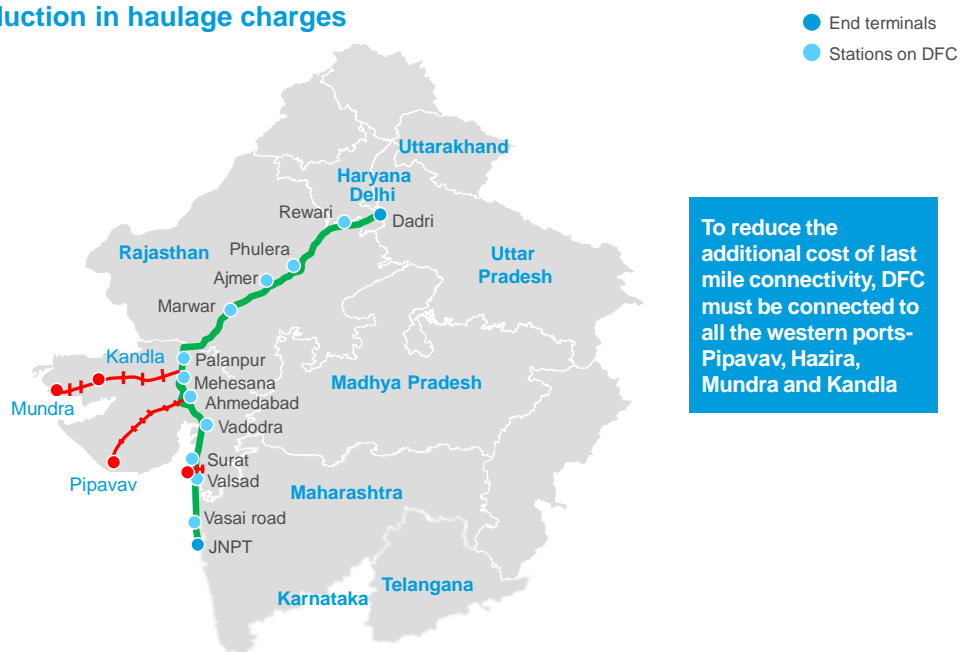 duction in haulage charges
End terminals
Stations on DFC
Uttarakhand
Haryana
Delhi
Rewari
Dadri
Phulera
Rajasthan
Uttar
Pradesh
Ajmer
Marwar
Kandla
Palanpur
Mehesana
Madhya Pradesh
Mundra
Ahmedabad
Vadodra
Surat
Pipavav
Valsad
Maharashtra
Vasai road
JNPT
Telangana
Karnataka
To reduce the
additional cost of last
mile connectivity, DFC
must be connected to
all the western ports-
Pipavav, Hazira,
Mundra and Kandla